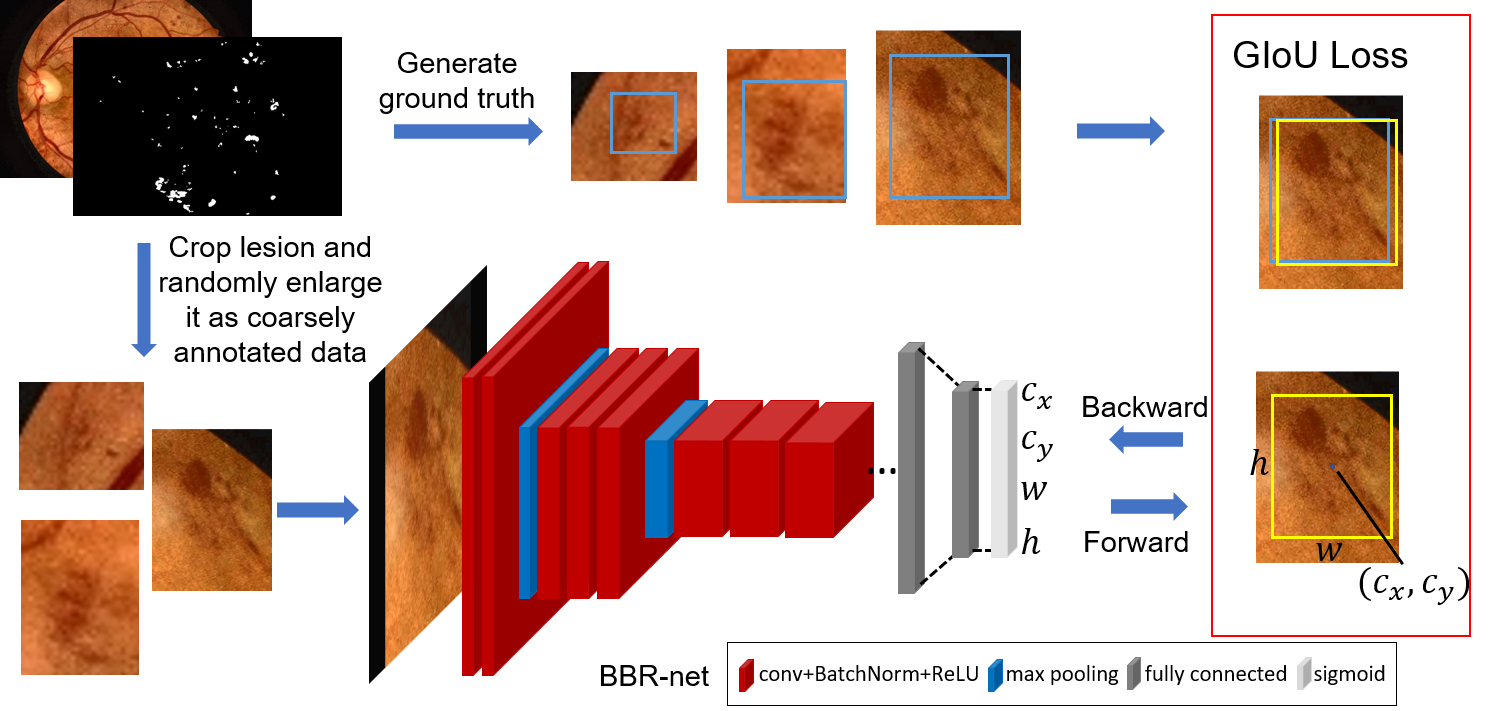 Generate
ground truth
GIoU Loss
Crop lesion and
randomly enlarge
it as coarsely
annotated data
...
c_x
c_y
w
h
Backward
Forward
h
w
(c_x, c_y)
BBR-net
conv+BatchNorm+ReLU
max pooling
fully connected
sigmoid